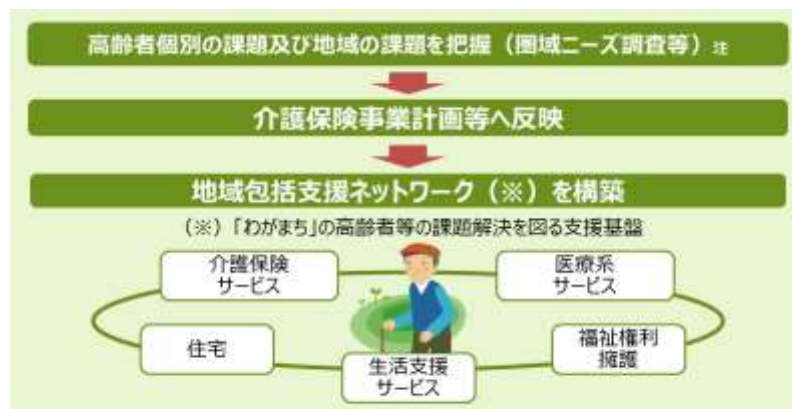 高齢者個別の課題及び地域の課題を把握（圏域ニーズ調査等）注
介護保険事業計画等へ反映
地域包括支援ネットワーク（※）を構築
（※）「わがまち」の高齢者等の課題解決を図る支援基盤
介護保険
サービス
医療系
サービス
住宅
生活支援
サービス
福祉権利
擁護